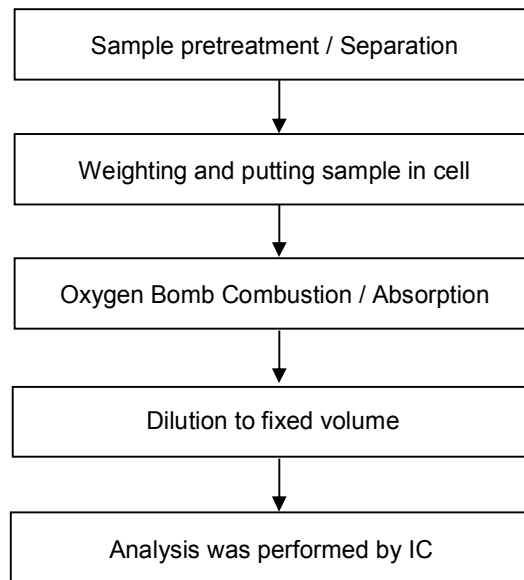 Sample pretreatment / Separation
Weighting and putting sample in cell
Oxygen Bomb Combustion / Absorption
Dilution to fixed volume
Analysis was performed by IC